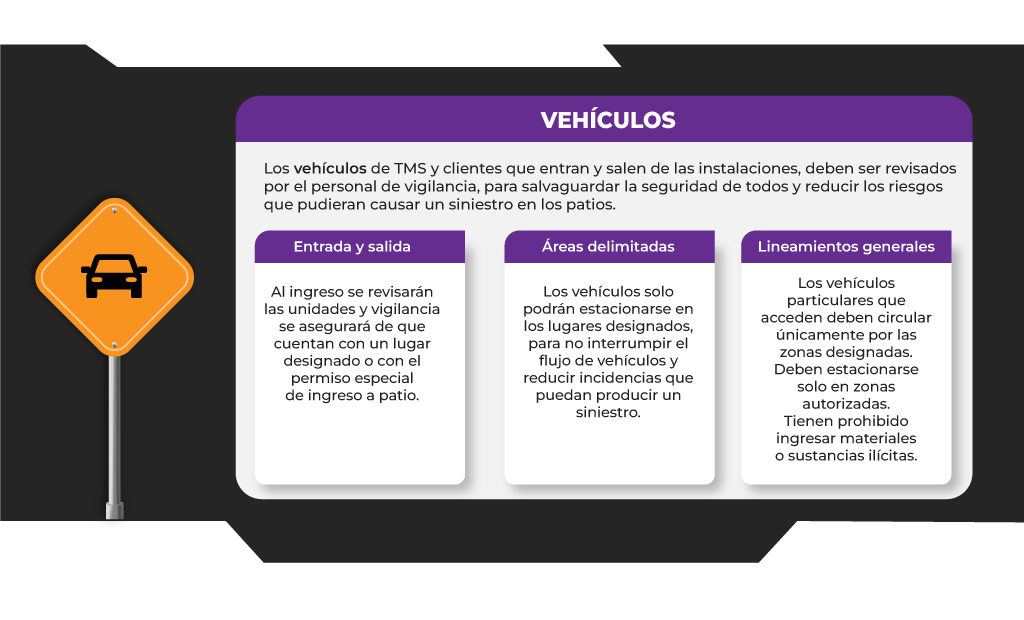 VEHÍCULOS
Los vehículos de TMS y clientes que entran y salen de las instalaciones, deben ser revisados
por el personal de vigilancia, para salvaguardar la seguridad de todos y reducir los riesgos
que pudieran causar un siniestro en los patios.
Entrada y salida
Al ingreso se revisarán
las unidades y vigilancia
se asegurará de que
cuentan con un lugar
designado o con el
permiso especial
de ingreso a patio.
Áreas delimitadas
Los vehículos solo
podrán estacionarse en
los lugares designados,
para no interrumpir el
flujo de vehículos y
reducir incidencias que
puedan producir un
siniestro.
Lineamientos generales
Los vehículos
particulares que
acceden deben circular
únicamente por las
zonas designadas.
Deben estacionarse
solo en zonas
autorizadas.
Tienen prohibido
ingresar materiales
o sustancias ilícitas.